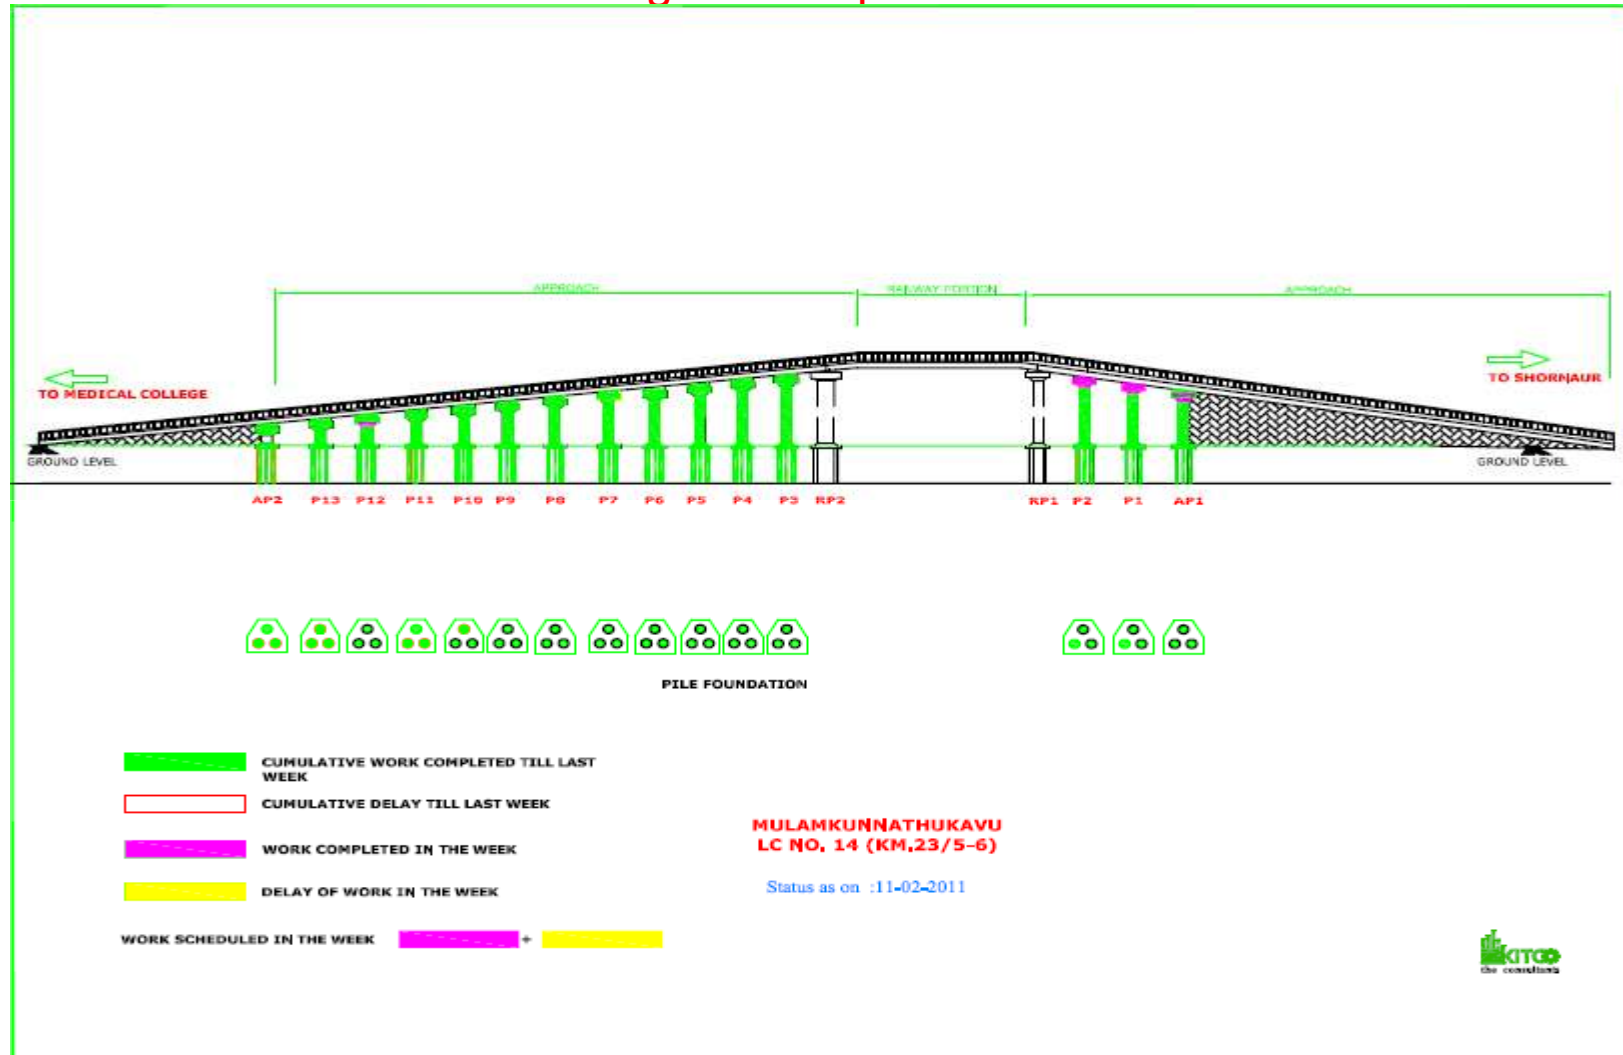 APPROACH
RAILWAY PORTION
APPROACH
TO MEDICAL COLLEGE
TO SHORNAUR
GROUND LEVEL
GROUND LEVEL
AP2 P13 P12 P11 P10 P9 P8 P7 P6 P5 P4 P3 RP2 RP1 P2 P1 AP1
PILE FOUNDATION
CUMULATIVE WORK COMPLETED TILL LAST
WEEK
CUMULATIVE DELAY TILL LAST WEEK
WORK COMPLETED IN THE WEEK
DELAY OF WORK IN THE WEEK
WORK SCHEDULED IN THE WEEK +
MULAMKUNNATHUKAVU
LC NO. 14 (KM.23/5-6)
Status as on :11-02-2011
KITCO
the consultants